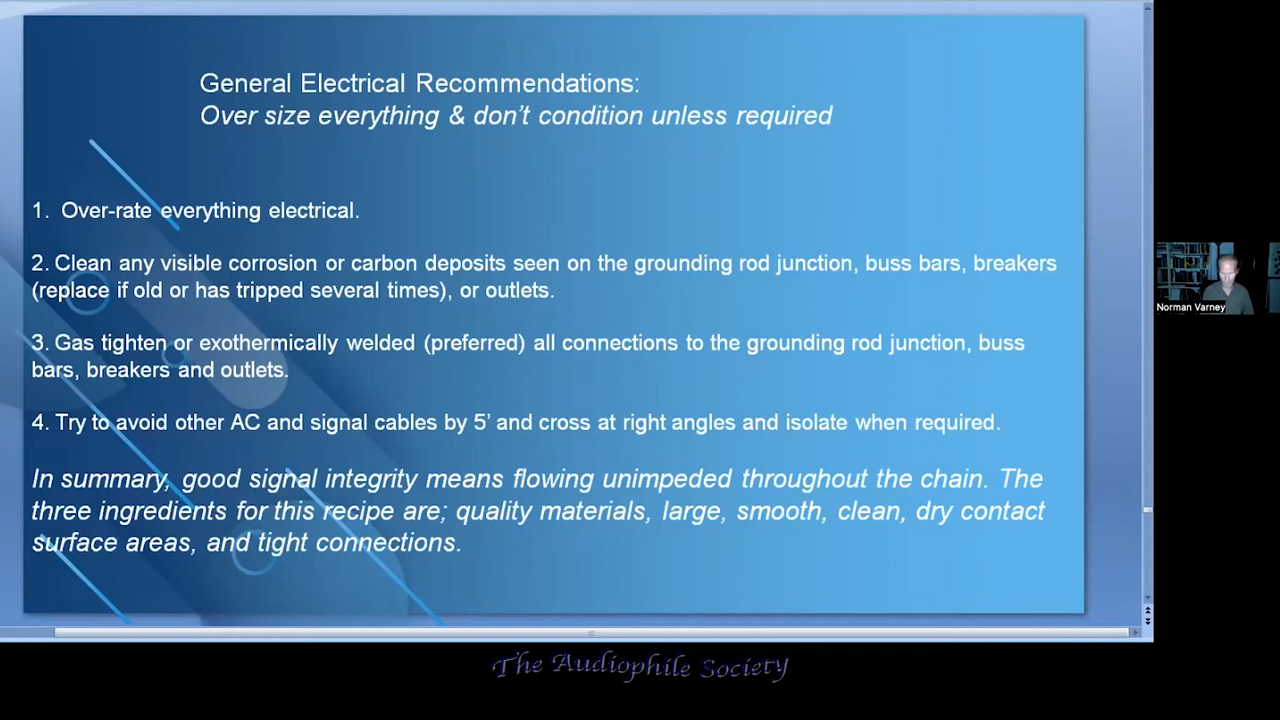 General Electrical Recommendations:
Over size everything & don't condition unless required
1. Over-rate everything electrical.
2. Clean any visible corrosion or carbon deposits seen on the grounding rod junction, buss bars, breakers
(replace if old or has tripped several times), or outlets.
3. Gas tighten or exothermically welded (preferred) all connections to the grounding rod junction, buss
bars, breakers and outlets.
4. Try to avoid other AC and signal cables by 5' and cross at right angles and isolate when required.
In summary, good signal integrity means flowing unimpeded throughout the chain. The
three ingredients for this recipe are; quality materials, large, smooth, clean, dry contact
surface areas, and tight connections.
Norman Varney
The Audiophile Society